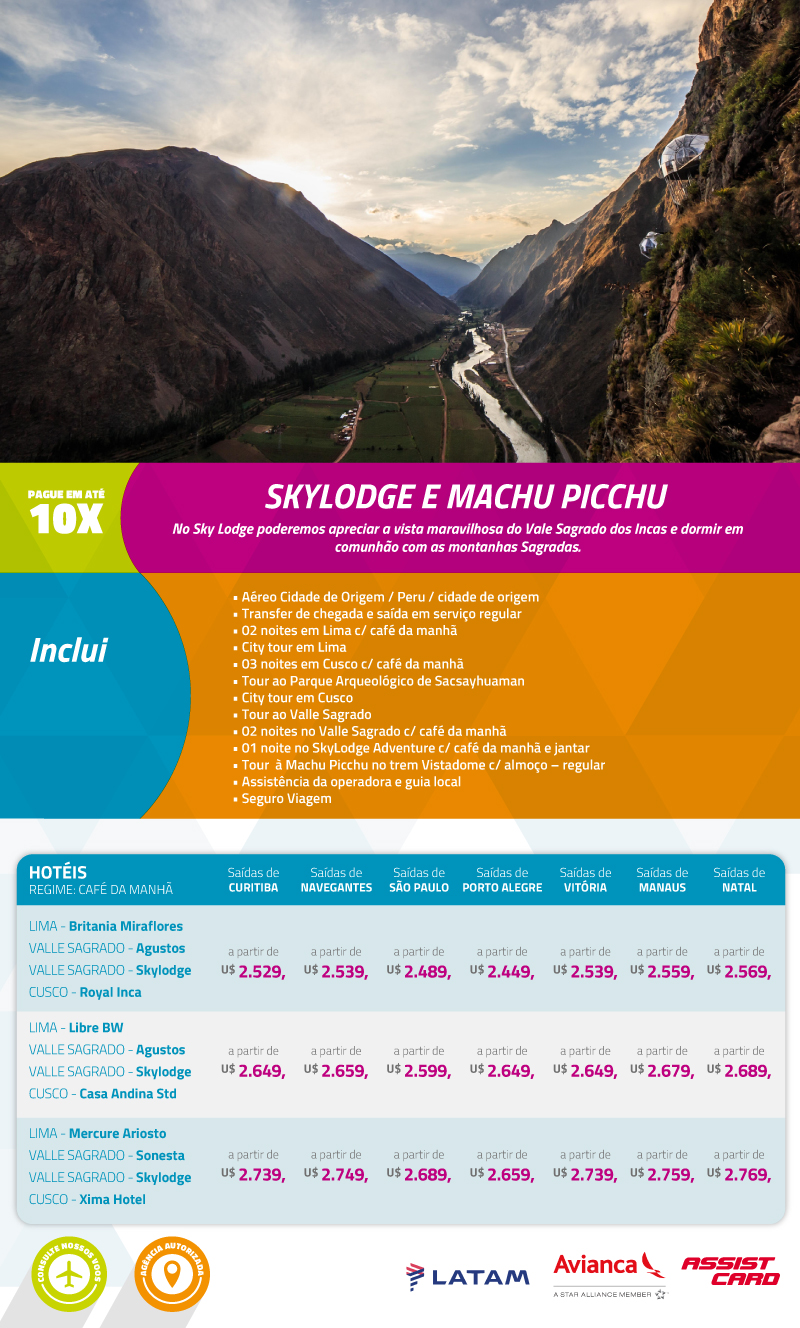 PAGUE EM ATÉ
10X
SKYLODGE E MACHU PICCHU
No Sky Lodge poderemos apreciar a vista maravilhosa do Vale Sagrado dos Incas e dormir em
comunhão com as montanhas Sagradas.
Inclui
▪ Aéreo Cidade de Origem / Peru / cidade de origem
▪ Transfer de chegada e saída em serviço regular
▪ 02 noites em Lima c/ café da manhã
▪ City tour em Lima
▪ 03 noites em Cusco c/ café da manhã
▪ Tour ao Parque Arqueológico de Sacsayhuaman
▪ City tour em Cusco
▪ Tour ao Valle Sagrado
▪ 02 noites no Valle Sagrado c/ café da manhã
▪ 01 noite no SkyLodge Adventure c/ café da manhã e jantar
▪ Tour à Machu Picchu no trem Vistadome c/ almoço – regular
▪ Assistência da operadora e guia local
▪ Seguro Viagem
HOTÉIS
REGIME: CAFÉ DA MANHÃ
Saídas de Saídas de Saídas de Saídas de Saídas de Saídas de Saídas de
CURITIBA NAVEGANTES SÃO PAULO PORTO ALEGRE VITÓRIA MANAUS NATAL
LIMA - Britania Miraflores
VALLE SAGRADO - Agustos
VALLE SAGRADO - Skylodge
CUSCO - Royal Inca
a partir de a partir de a partir de a partir de a partir de a partir de a partir de
U$ 2.529, U$ 2.539, U$ 2.489, U$ 2.449, U$ 2.539, U$ 2.559, U$ 2.569,
LIMA - Libre BW
VALLE SAGRADO - Agustos
VALLE SAGRADO - Skylodge
CUSCO - Casa Andina Std
a partir de a partir de a partir de a partir de a partir de a partir de a partir de
U$ 2.649, U$ 2.659, U$ 2.599, U$ 2.649, U$ 2.649, U$ 2.679, U$ 2.689,
LIMA - Mercure Ariosto
VALLE SAGRADO - Sonesta
VALLE SAGRADO - Skylodge
CUSCO - Xima Hotel
a partir de a partir de a partir de a partir de a partir de a partir de a partir de
U$ 2.739, U$ 2.749, U$ 2.689, U$ 2.659, U$ 2.739, U$ 2.759, U$ 2.769,
CONSULTE NOSSOS VOOS
AGÊNCIA AUTORIZADA
LATAM
Avianca
A STAR ALLIANCE MEMBER
ASSIST
CARD